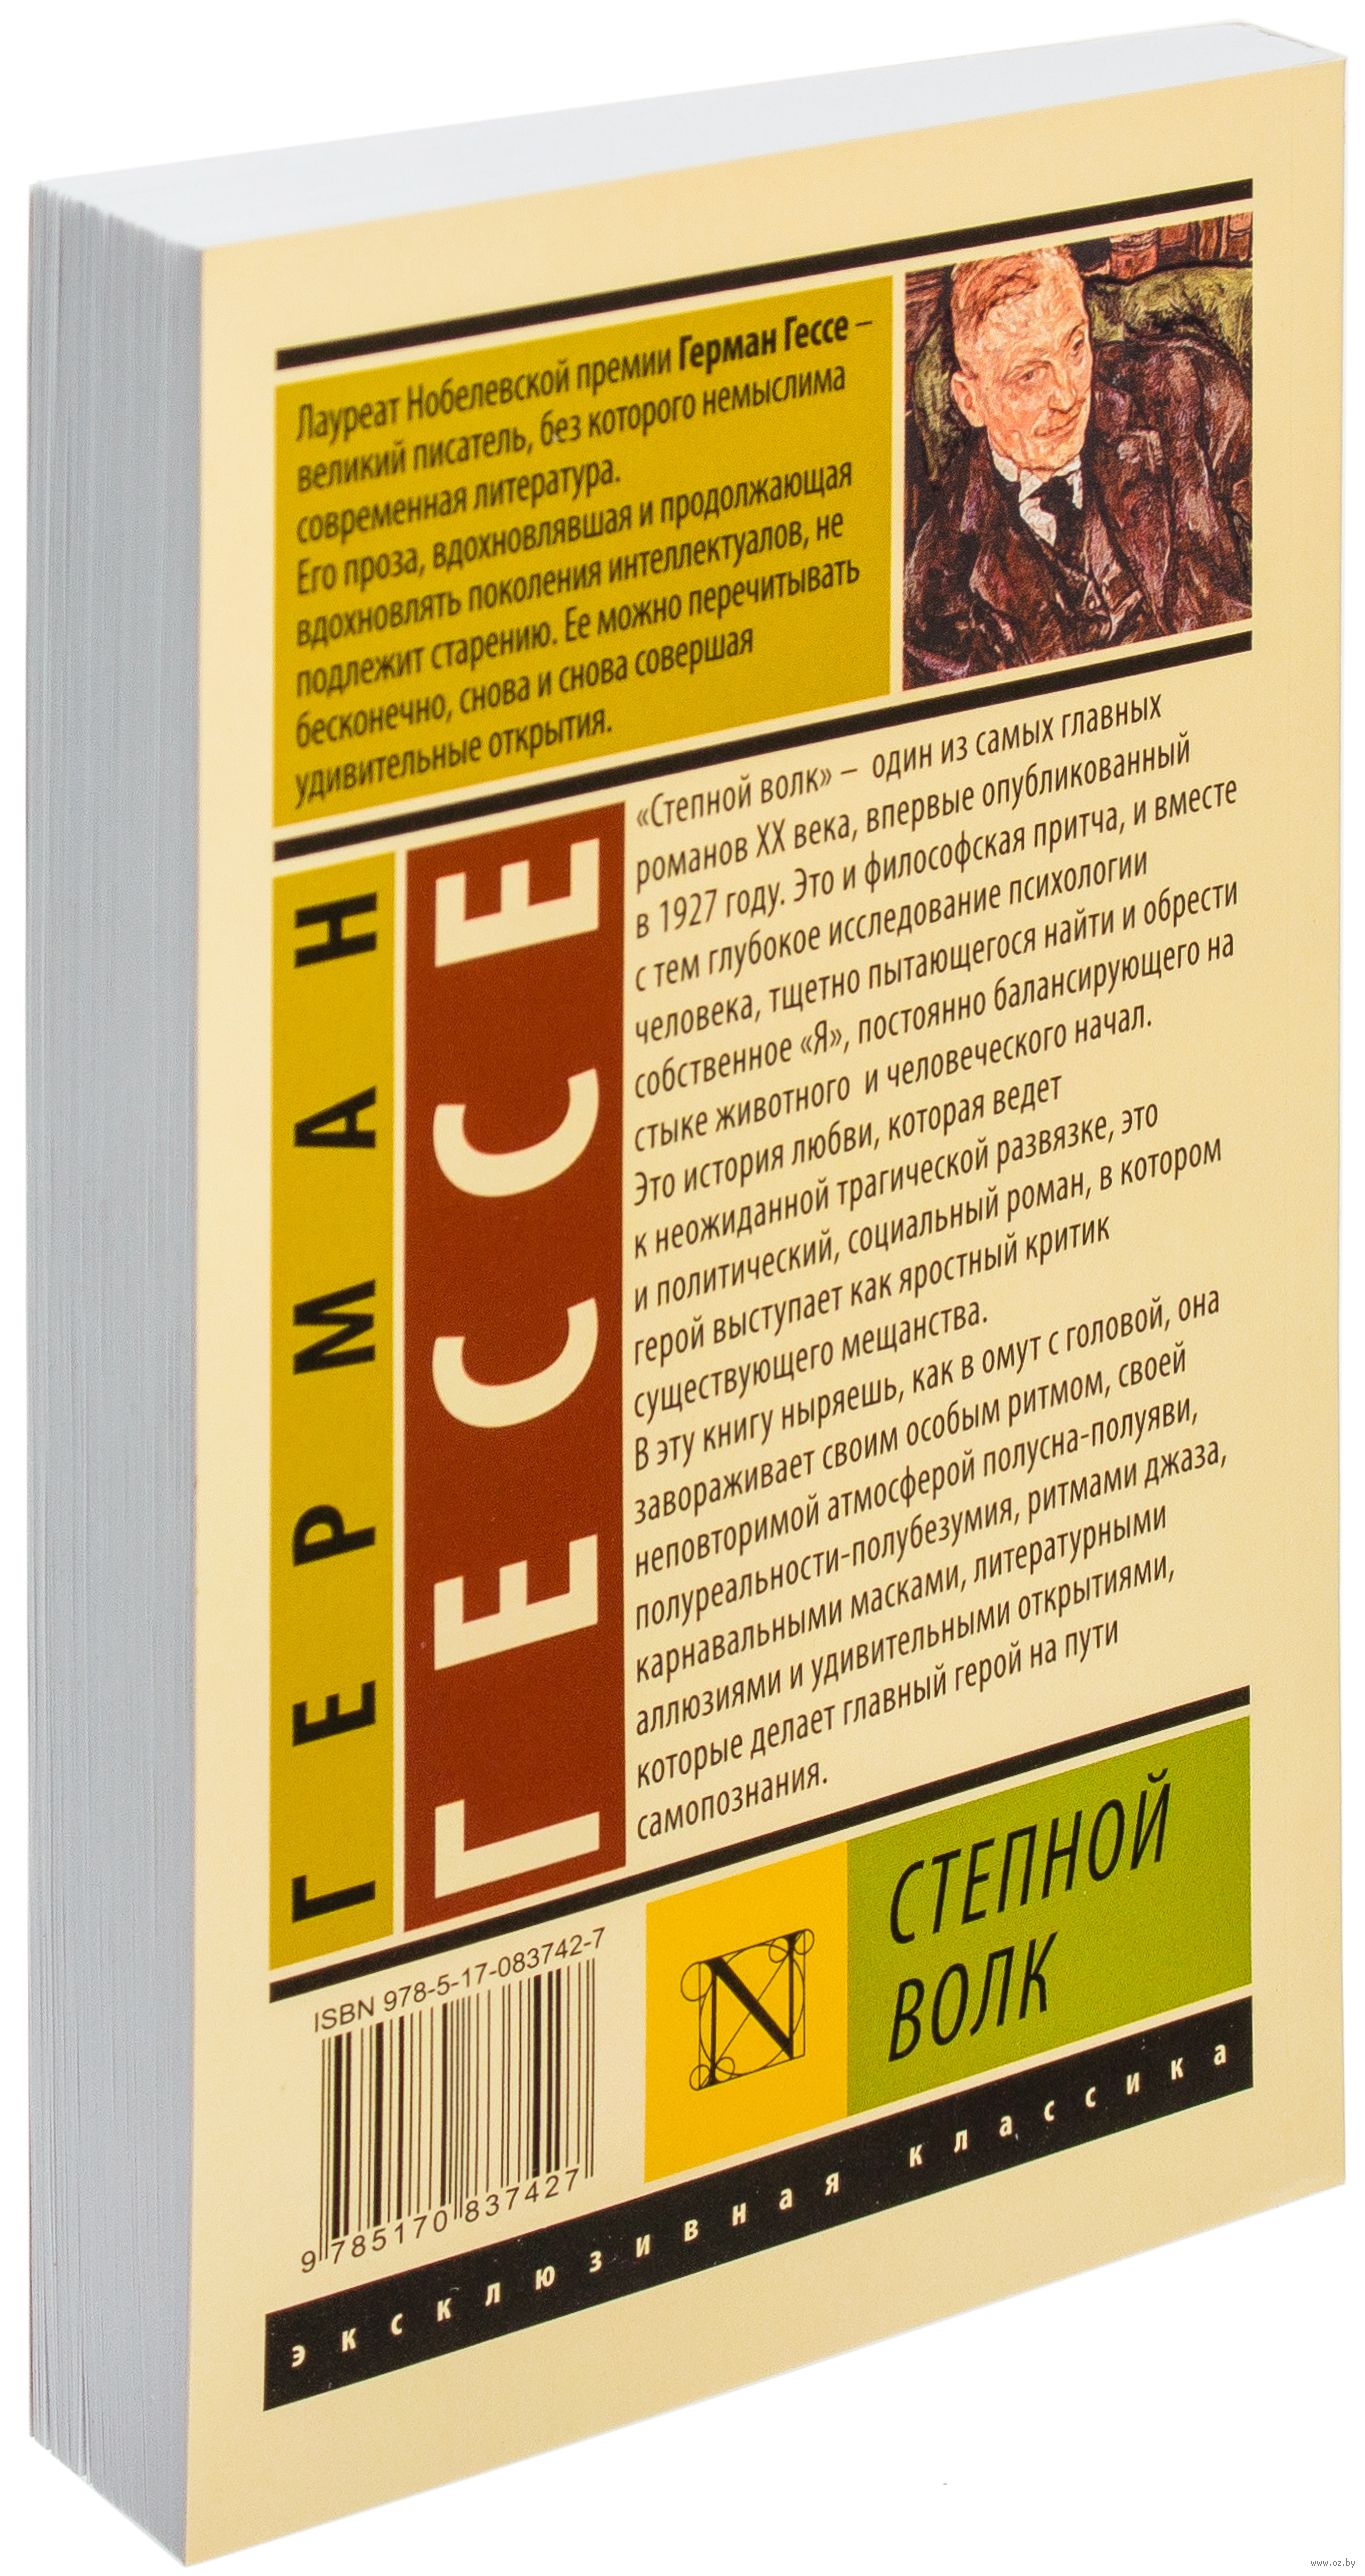 Лауреат Нобелевской премии Герман Гессе –
великий писатель, без которого немыслима
современная литература.
Его проза, вдохновлявшая и продолжающая
вдохновлять поколения интеллектуалов, не
подлежит старению. Ее можно перечитывать
бесконечно, снова и снова совершая
удивительные открытия.
ГЕРМАН
ГЕССЕ
«Степной волк» – один из самых главных
романов XX века, впервые опубликованный
в 1927 году. Это и философская притча, и вместе
с тем глубокое исследование психологии
человека, тщетно пытающегося найти и обрести
собственное «Я», постоянно балансирующего на
стыке животного и человеческого начал.
Это история любви, которая ведет
к неожиданной трагической развязке, это
и политический, социальный роман, в котором
герой выступает как яростный критик
существующего мещанства.
В эту книгу ныряешь, как в омут с головой, она
завораживает своим особым ритмом, своей
неповторимой атмосферой полусна-полуяви,
полуреальности-полубезумия, ритмами джаза,
карнавальными масками, литературными
аллюзиями и удивительными открытиями,
которые делает главный герой на пути
самопознания.
ISBN 978-5-17-083742-7
9 785170 837427
N
СТЕПНОЙ
ВОЛК
эксклюзивная классика
www.oz.by